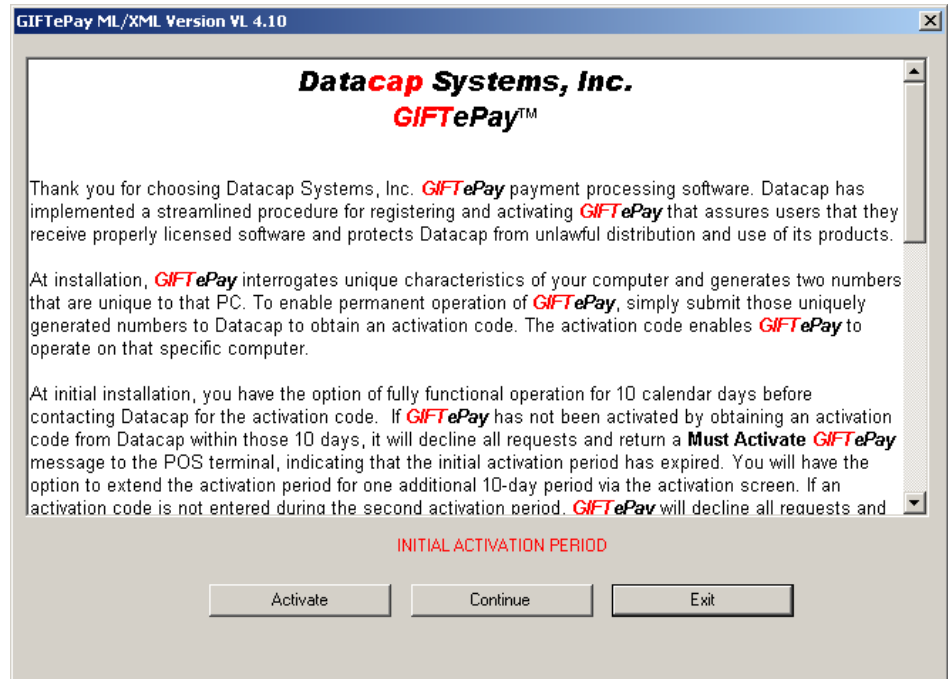 GIFTePay ML/XML Version VL 4.10
Datacap Systems, Inc.
GIFTePay™
Thank you for choosing Datacap Systems, Inc. GIFTePay payment processing software. Datacap has
implemented a streamlined procedure for registering and activating GIFTePay that assures users that they
receive properly licensed software and protects Datacap from unlawful distribution and use of its products.
At installation, GIFTePay interrogates unique characteristics of your computer and generates two numbers
that are unique to that PC. To enable permanent operation of GIFTePay, simply submit those uniquely
generated numbers to Datacap to obtain an activation code. The activation code enables GIFTePay to
operate on that specific computer.
At initial installation, you have the option of fully functional operation for 10 calendar days before
contacting Datacap for the activation code.  If GIFTePay has not been activated by obtaining an activation
code from Datacap within those 10 days, it will decline all requests and return a Must Activate GIFTePay
message to the POS terminal, indicating that the initial activation period has expired. You will have the
option to extend the activation period for one additional 10-day period via the activation screen. If an
activation code is not entered during the second activation period, GIFTePay will decline all requests and
INITIAL ACTIVATION PERIOD
Activate Continue Exit